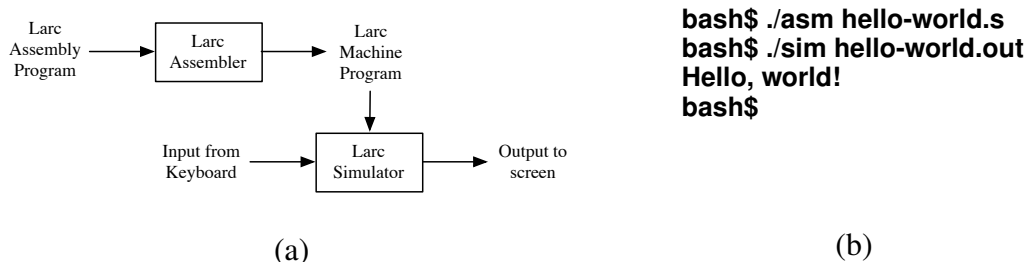 Larc
Assembly
Program
Larc
Assembler
Larc
Machine
Program
Input from
Keyboard
Larc
Simulator
Output to
screen
(a)
bash$ ./asm hello-world.s
bash$ ./sim hello-world.out
Hello, world!
bash$
(b)